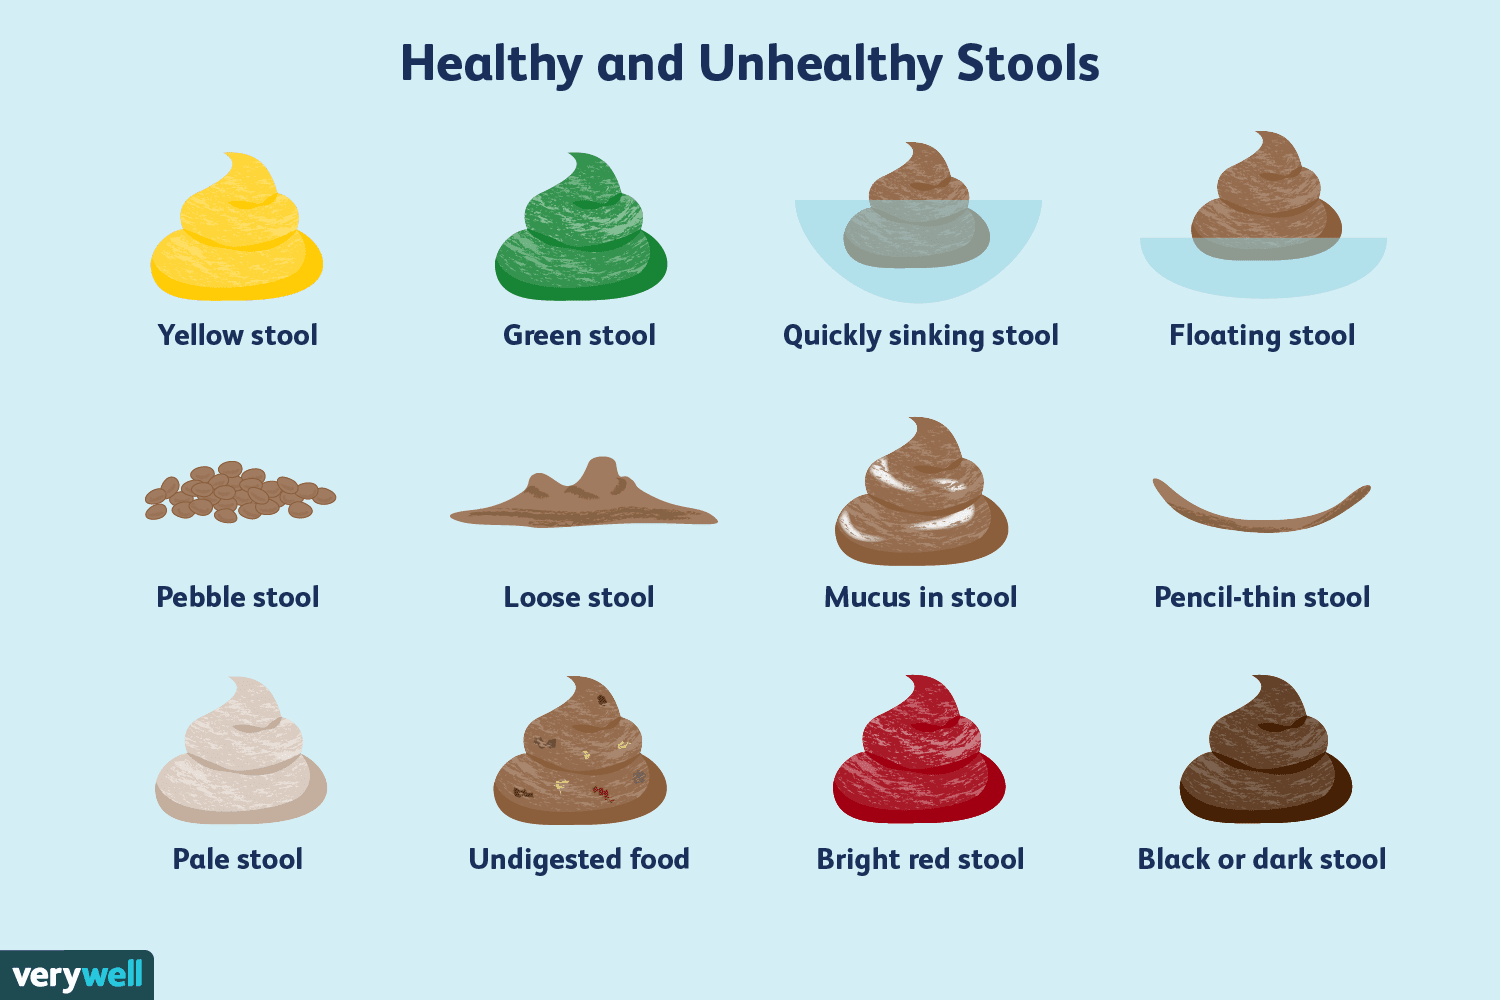 Healthy and Unhealthy Stools
Yellow stool
Green stool
Quickly sinking stool
Floating stool
Pebble stool
Loose stool
Mucus in stool
Pencil-thin stool
Pale stool
Undigested food
Bright red stool
Black or dark stool
verywell